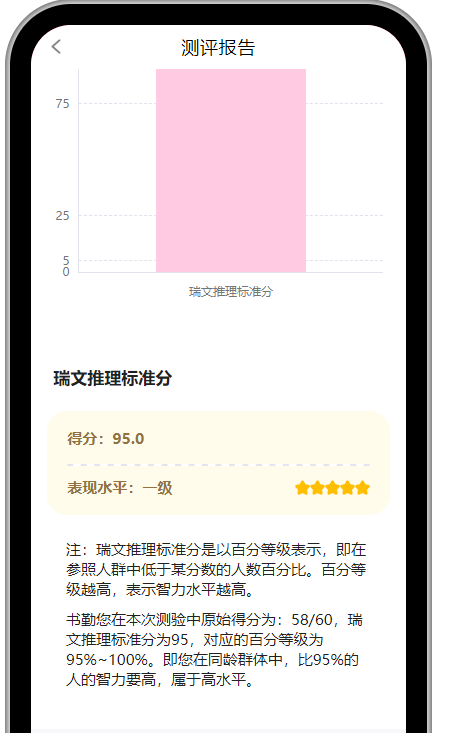 测评报告
75
25
5
0
瑞文推理标准分
瑞文推理标准分
得分：95.0
表现水平：一级
注：瑞文推理标准分是以百分等级表示，即在
参照人群中低于某分数的人数百分比。百分等
级越高，表示智力水平越高。
书勤您在本次测验中原始得分为：58/60，瑞
文推理标准分为95，对应的百分等级为
95%~100%。即您在同龄群体中，比95%的
人的智力要高，属于高水平。